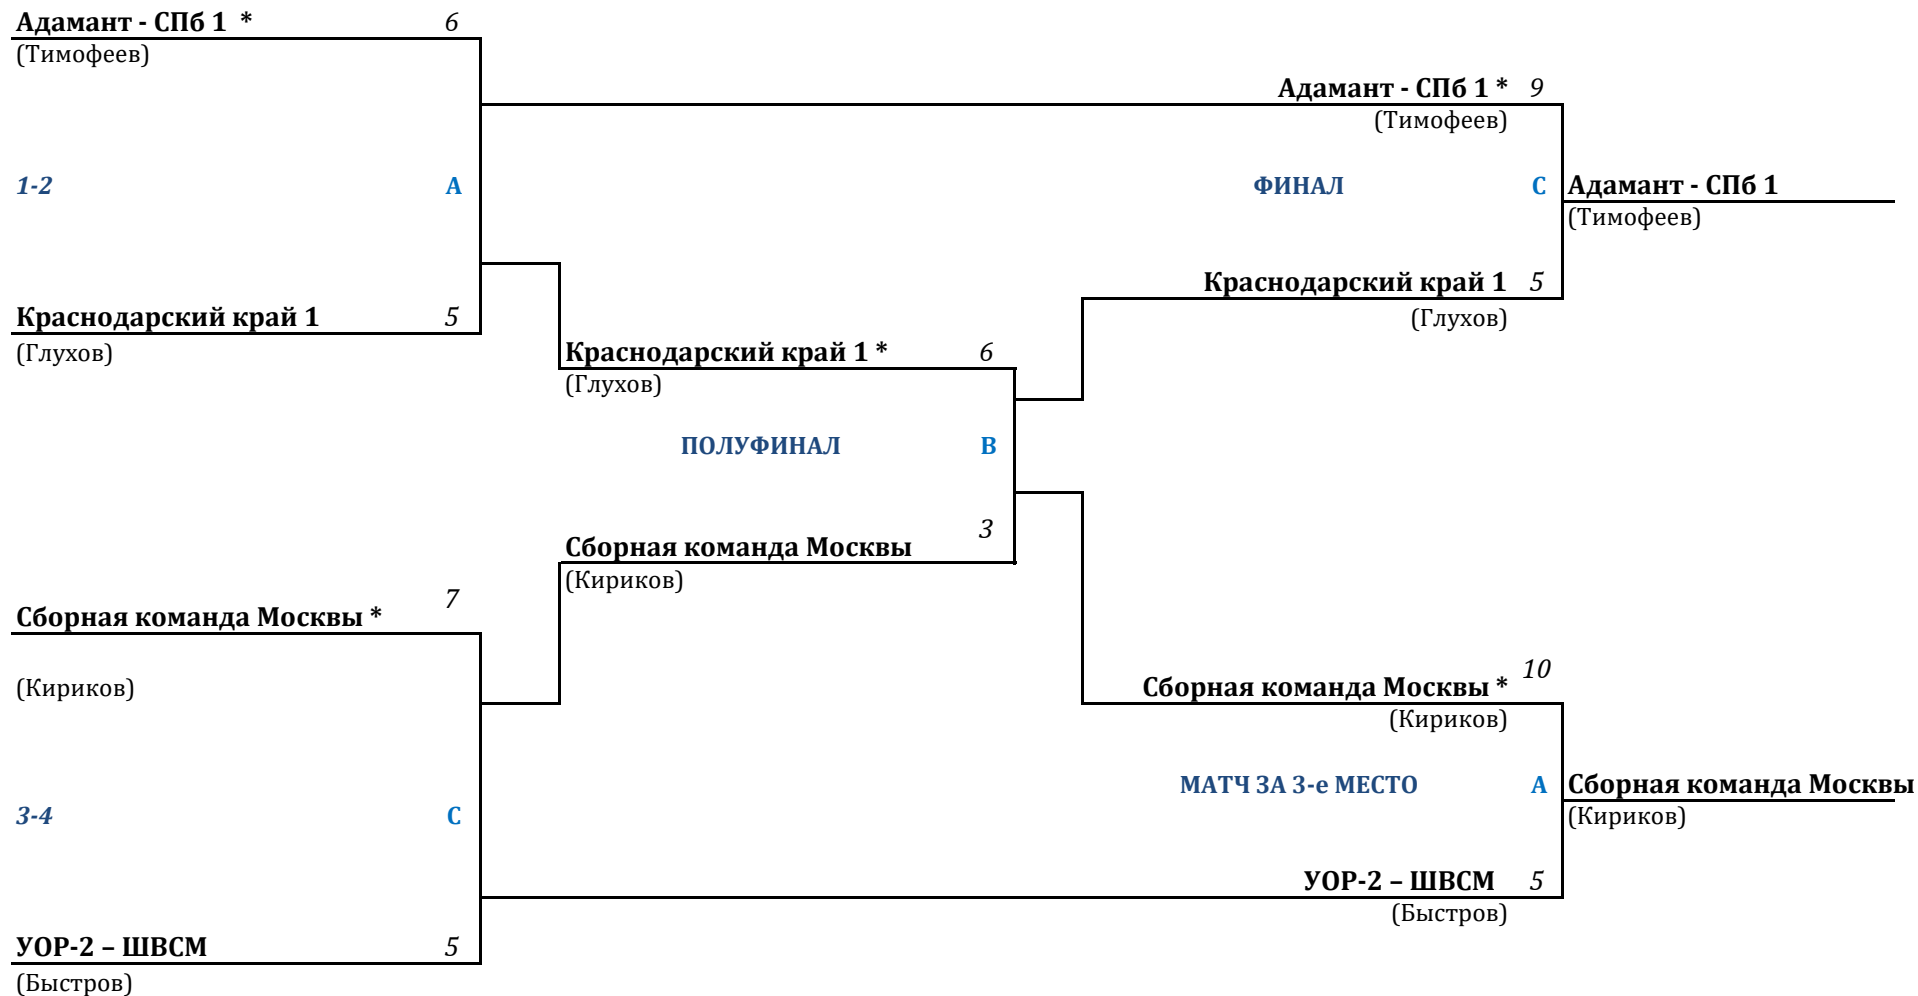 Адамант - СПб 1 * 6
(Тимофеев)
1-2 A
Краснодарский край 1 5
(Глухов)
Краснодарский край 1 * 6
(Глухов)
ПОЛУФИНАЛ B
Сборная команда Москвы 3
(Кириков)
Сборная команда Москвы * 7
(Кириков)
3-4 C
УОР-2 – ШВСМ 5
(Быстров)
Адамант - СПб 1 * 9
(Тимофеев)
ФИНАЛ C
Краснодарский край 1 5
(Глухов)
Адамант - СПб 1
(Тимофеев)
Сборная команда Москвы * 10
(Кириков)
МАТЧ ЗА 3-е МЕСТО A
УОР-2 – ШВСМ 5
(Быстров)
Сборная команда Москвы
(Кириков)